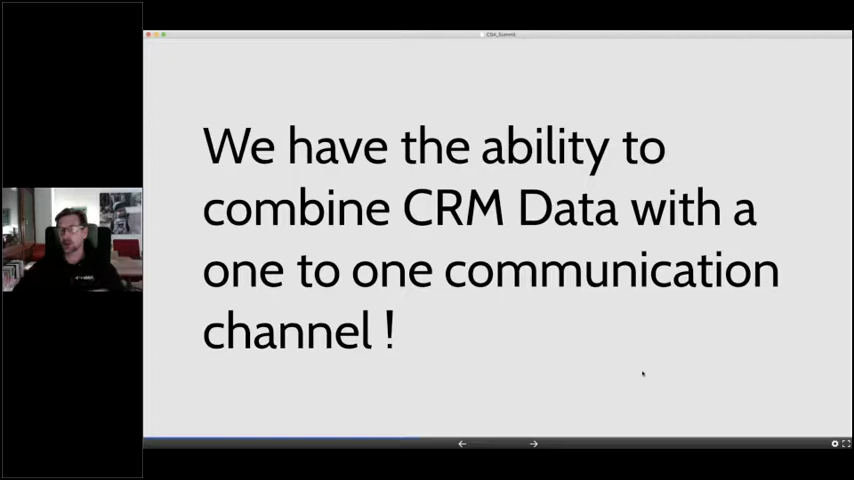 We have the ability to
combine CRM Data with a
one to one communication
channel !